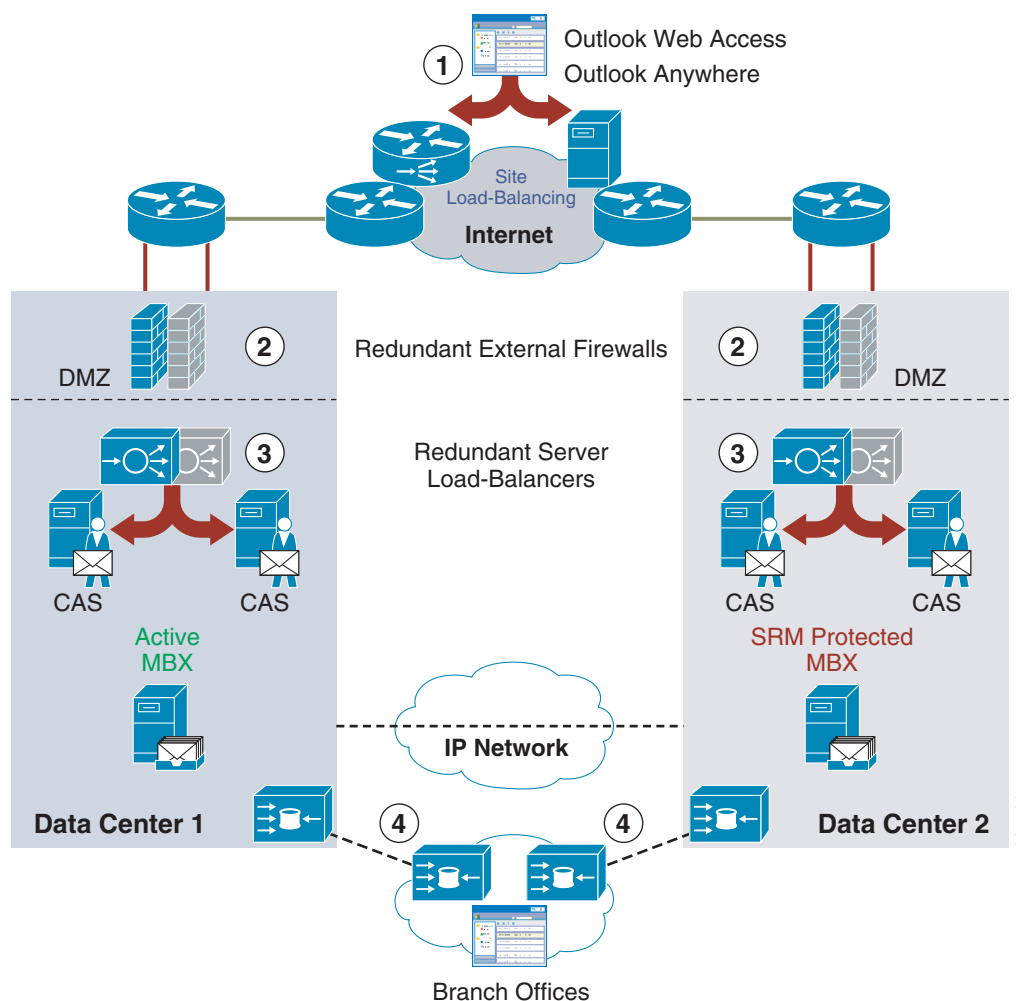 1
Outlook Web Access
Outlook Anywhere
Site
Load-Balancing
Internet
2
Redundant External Firewalls
2
DMZ
DMZ
3
Redundant Server
Load-Balancers
3
CAS
CAS
CAS
CAS
Active
MBX
SRM Protected
MBX
IP Network
Data Center 1
4
4
Data Center 2
Branch Offices